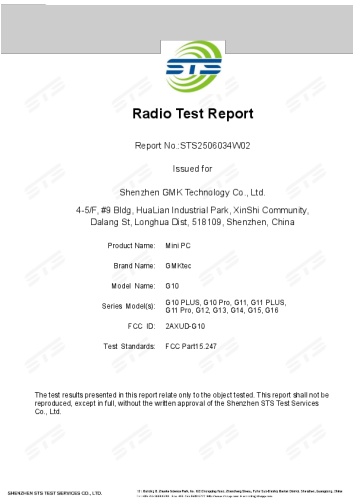 STS
Radio Test Report
Report No.:STS2506034W02
Issued for
Shenzhen GMK Technology Co., Ltd.
4-5/F, #9 Bldg, HuaLian Industrial Park, XinShi Community,
Dalang St, Longhua Dist, 518109, Shenzhen, China
Product Name: Mini PC
Brand Name: GMKtec
Model Name: G10
Series Model(s): G10 PLUS, G10 Pro, G11, G11 PLUS,
G11 Pro, G12, G13, G14, G15, G16
FCC ID: 2AXUD-G10
Test Standards: FCC Part15.247
The test results presented in this report relate only to the object tested. This report shall not be
reproduced, except in full, without the written approval of the Shenzhen STS Test Services
Co., Ltd.
SHENZHEN STS TEST SERVICES CO., LTD.